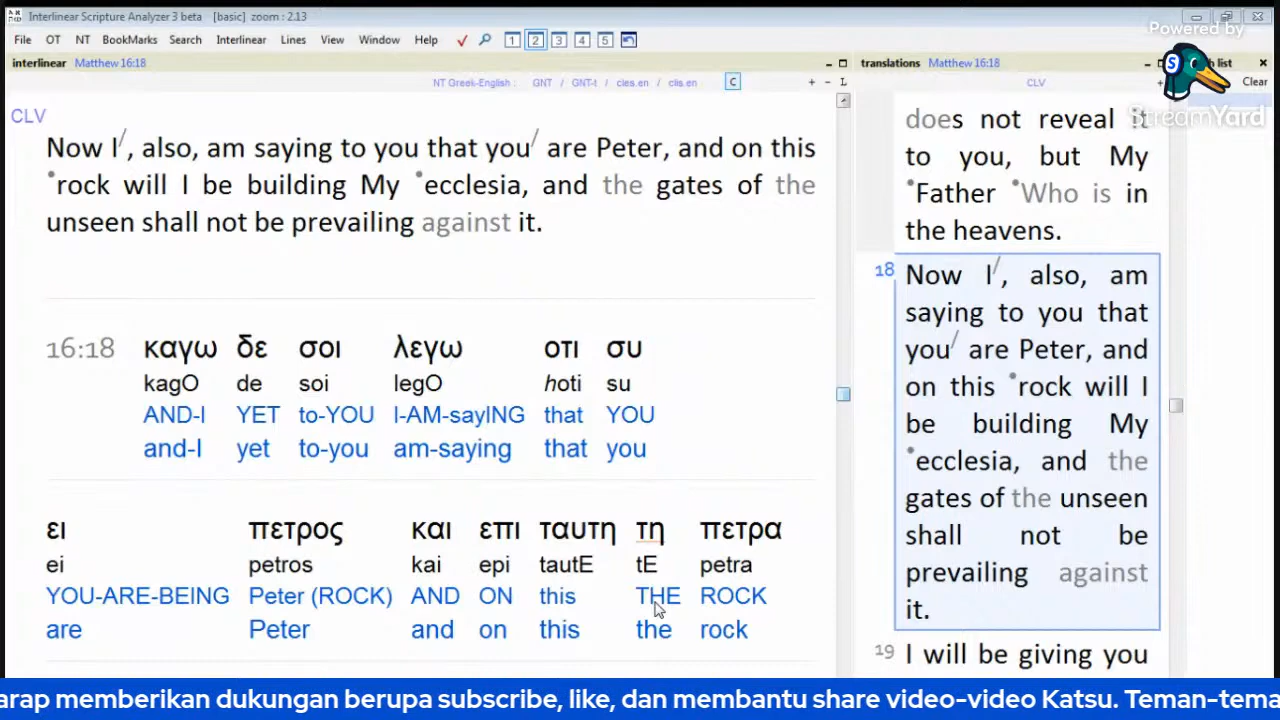 Interlinear Scripture Analyzer 3 beta [basic] zoom : 2.13
File OT NT BookMarks Search Interlinear Lines View Window Help 1 2 3 4 5
Powered by
StreamYard
interlinear Matthew 16:18
NT Greek-English : GNT / GNT-t / cles.en / clis.en C + − L
CLV
Now I/, also, am saying to you that you/ are Peter, and on this
•rock will I be building My •ecclesia, and the gates of the
unseen shall not be prevailing against it.
16:18 καγω δε σοι λεγω οτι συ
kagO de soi legO hoti su
AND-I YET to-YOU I-AM-sayING that YOU
and-I yet to-you am-saying that you
ει πετρος και επι ταυτη τη πετρα
ei petros kai epi tautE tE petra
YOU-ARE-BEING Peter (ROCK) AND ON this THE ROCK
are Peter and on this the rock
translations Matthew 16:18
CLV
does not reveal it
to you, but My
•Father •Who is in
the heavens.
18 Now I/, also, am
saying to you that
you/ are Peter, and
on this •rock will I
be building My
•ecclesia, and the
gates of the unseen
shall not be
prevailing against
it.
19 I will be giving you
list
Clear
arap memberikan dukungan berupa subscribe, like, dan membantu share video-video Katsu. Teman-tema